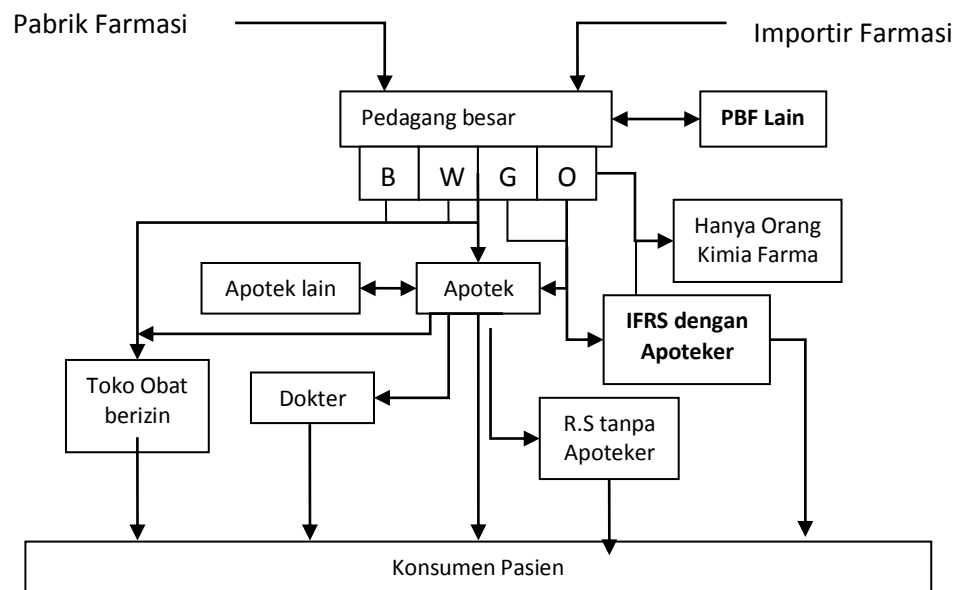 Pabrik Farmasi
Importir Farmasi
Pedagang besar
PBF Lain
B W G O
Hanya Orang
Kimia Farma
Apotek lain
Apotek
IFRS dengan
Apoteker
Toko Obat
berizin
Dokter
R.S tanpa
Apoteker
Konsumen Pasien